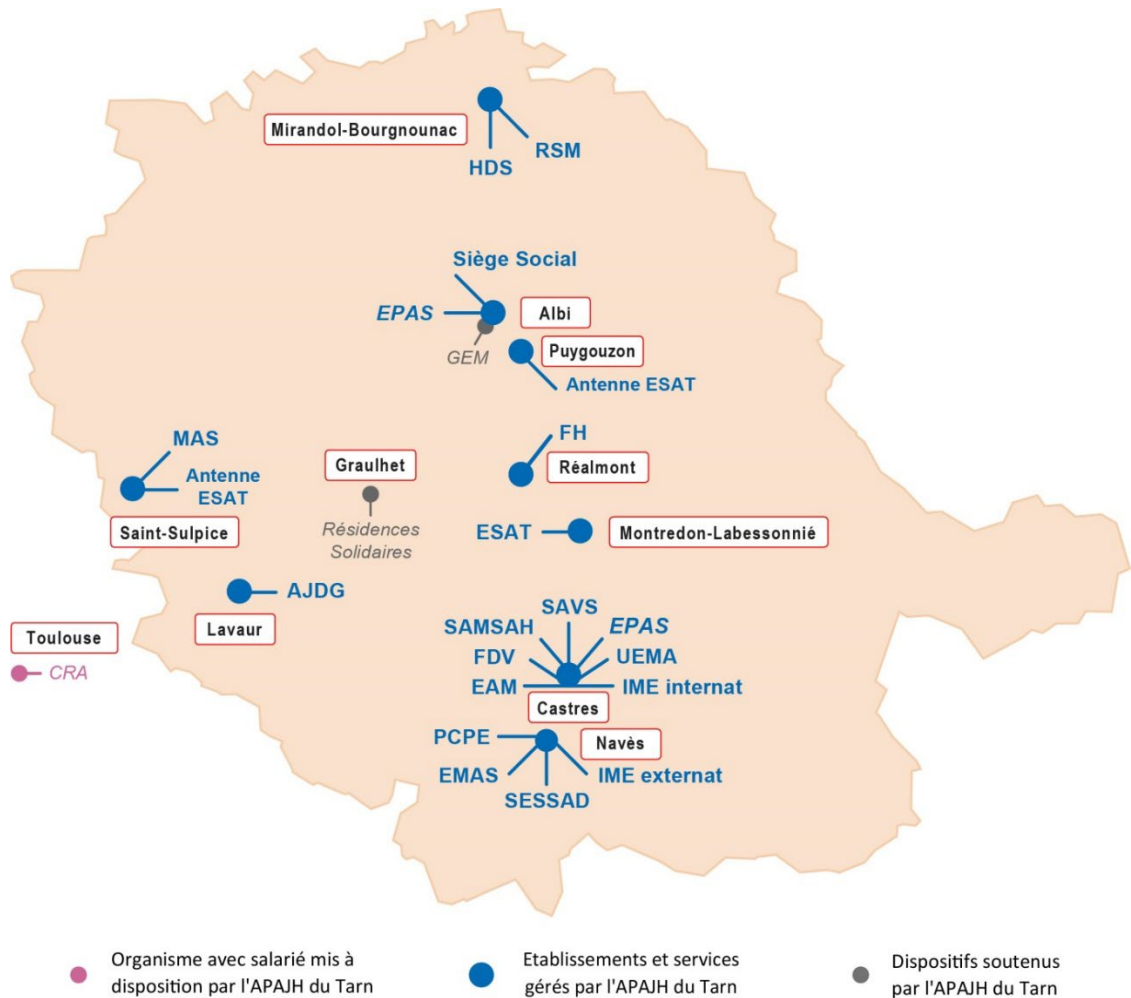 Mirandol-Bourgnounac
RSM
HDS
Siège Social
EPAS
Albi
GEM
Puygouzon
Antenne ESAT
MAS
Antenne
ESAT
Saint-Sulpice
Graulhet
Résidences
Solidaires
FH
Réalmont
ESAT
Montredon-Labessonnié
AJDG
Lavaur
Toulouse
CRA
SAVS
SAMSAH
EPAS
FDV
UEMA
EAM
IME internat
Castres
PCPE
Navès
EMAS
IME externat
SESSAD
Organisme avec salarié mis à
disposition par l'APAJH du Tarn
Etablissements et services
gérés par l'APAJH du Tarn
Dispositifs soutenus
par l'APAJH du Tarn